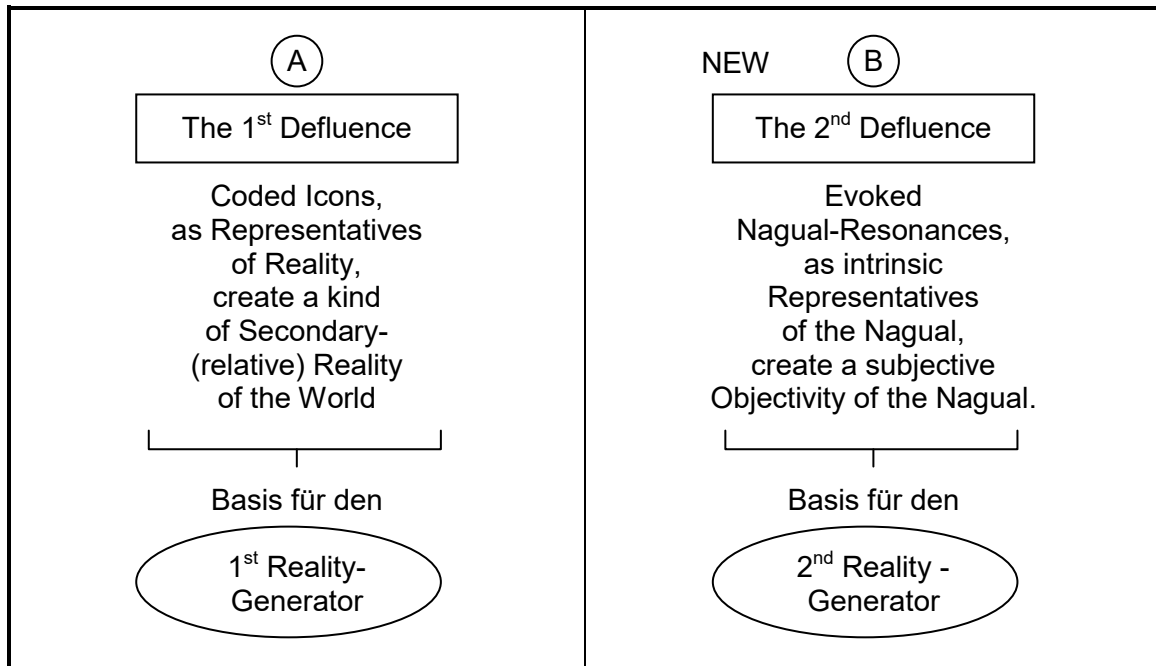 A
The 1st Defluence
Coded Icons,
as Representatives
of Reality,
create a kind
of Secondary-
(relative) Reality
of the World
Basis für den
1st Reality-
Generator
NEW B
The 2nd Defluence
Evoked
Nagual-Resonances,
as intrinsic
Representatives
of the Nagual,
create a subjective
Objectivity of the Nagual.
Basis für den
2nd Reality -
Generator